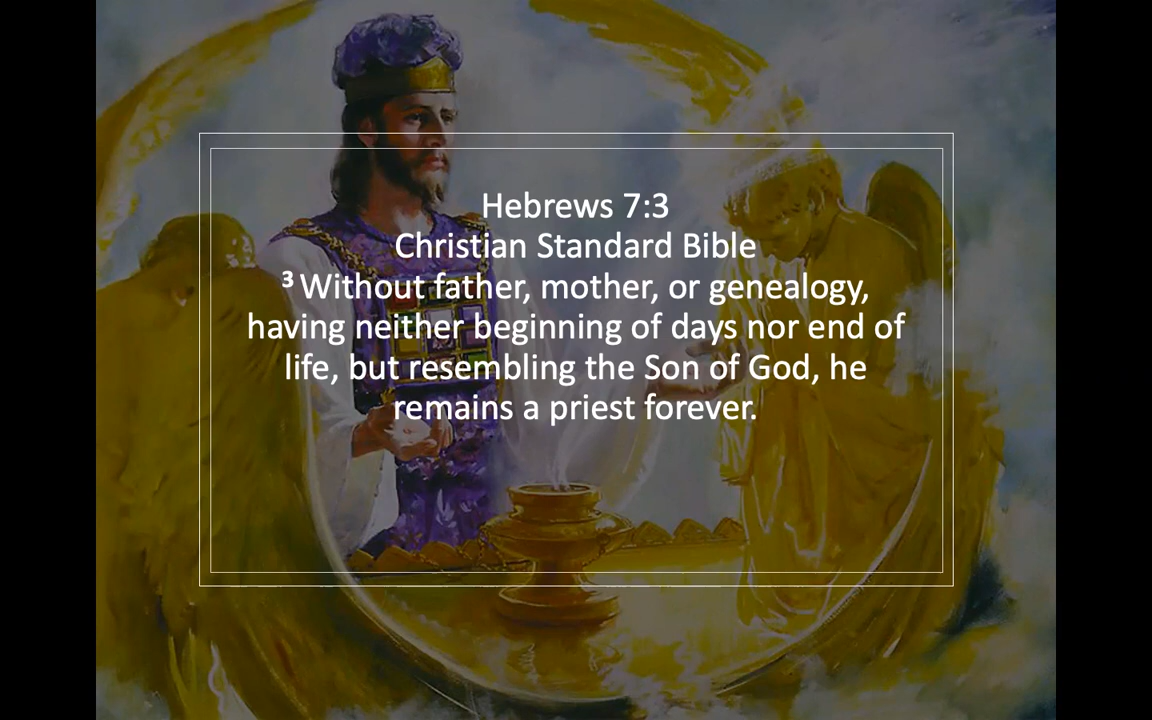 Hebrews 7:3
Christian Standard Bible
³ Without father, mother, or genealogy,
having neither beginning of days nor end of
life, but resembling the Son of God, he
remains a priest forever.